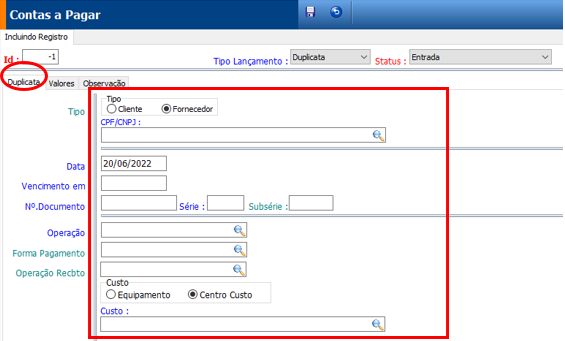 Contas a Pagar
Incluindo Registro
Id : -1 Tipo Lançamento : Duplicata Status : Entrada
Duplicata Valores Observação
Tipo
Tipo Cliente Fornecedor
CPF/CNPJ :
Data 20/06/2022
Vencimento em
Nº.Documento Série : Subsérie :
Operação
Forma Pagamento
Operação Recbto
Custo
Equipamento Centro Custo
Custo :